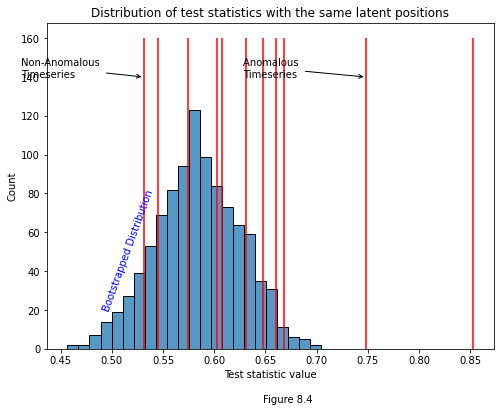 Distribution of test statistics with the same latent positions
160
140
120
100
80
60
40
20
0
Count
Non-Anomalous
Timeseries
Anomalous
Timeseries
Bootstrapped Distribution
0.45 0.50 0.55 0.60 0.65 0.70 0.75 0.80 0.85
Test statistic value
Figure 8.4